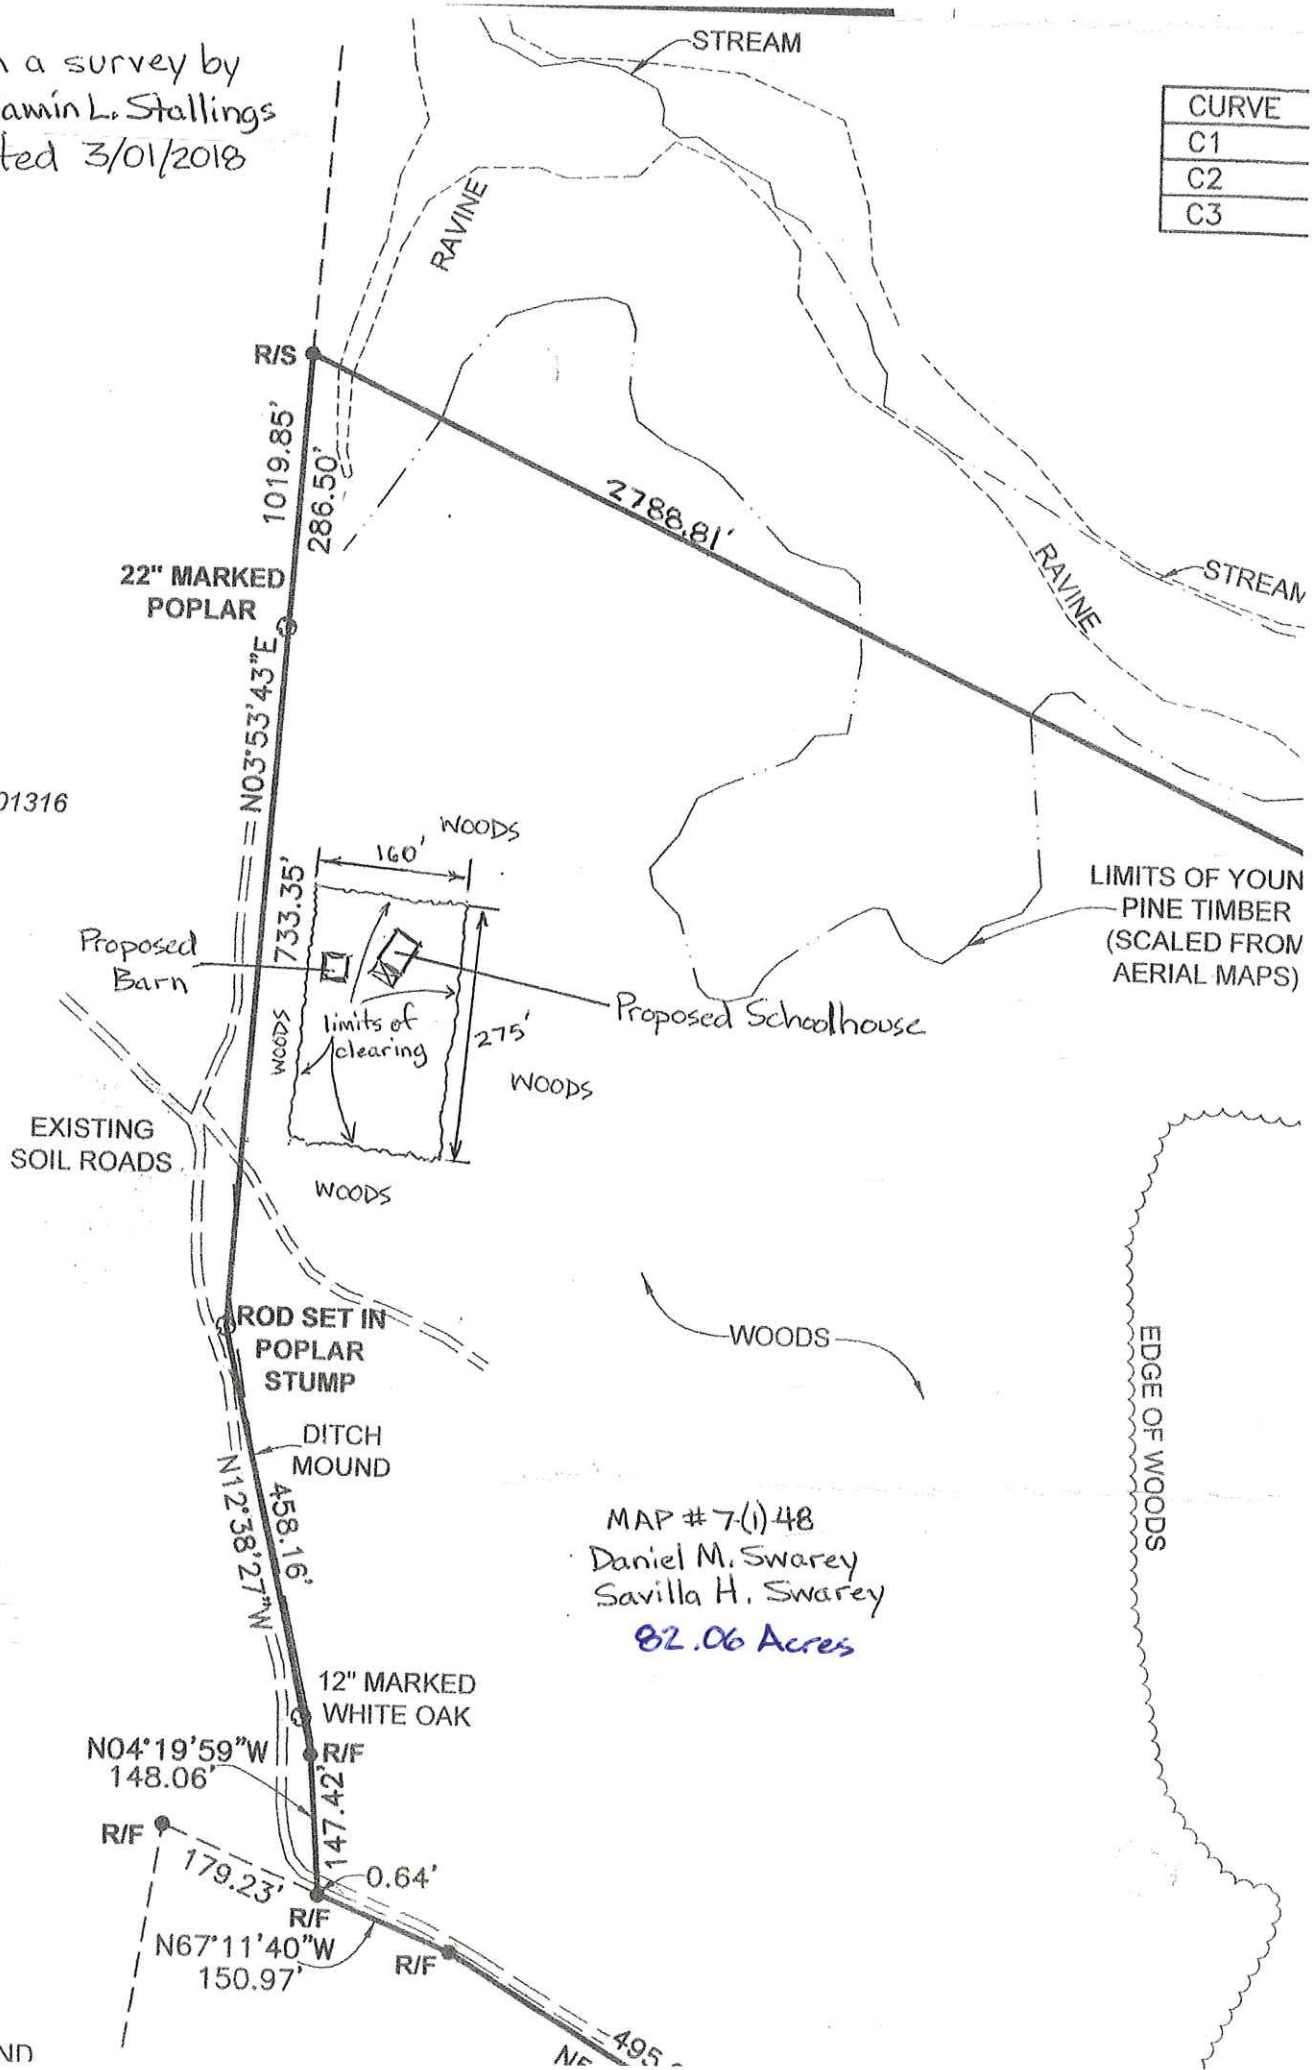 a survey by
amin L. Stallings
ted 3/01/2018
STREAM
CURVE
C1
C2
C3
RAVINE
R/S
1019.85'
286.50'
2788.81'
22" MARKED
POPLAR
RAVINE
STREAM
N03°53'43"E
01316
WOODS
160'
733.35'
LIMITS OF YOUN
PINE TIMBER
(SCALED FROM
AERIAL MAPS)
Proposed
Barn
Proposed Schoolhouse
limits of
clearing
275'
WOODS
WOODS
WOODS
EXISTING
SOIL ROADS
ROD SET IN
POPLAR
STUMP
WOODS
EDGE OF WOODS
DITCH
MOUND
N12°38'27"W
458.16'
MAP # 7-(1)-48
Daniel M. Swarey
Savilla H. Swarey
82.06 Acres
12" MARKED
WHITE OAK
N04°19'59"W
148.06'
R/F
147.42'
R/F
179.23'
0.64'
R/F
N67°11'40"W
150.97'
R/F
495.
ND